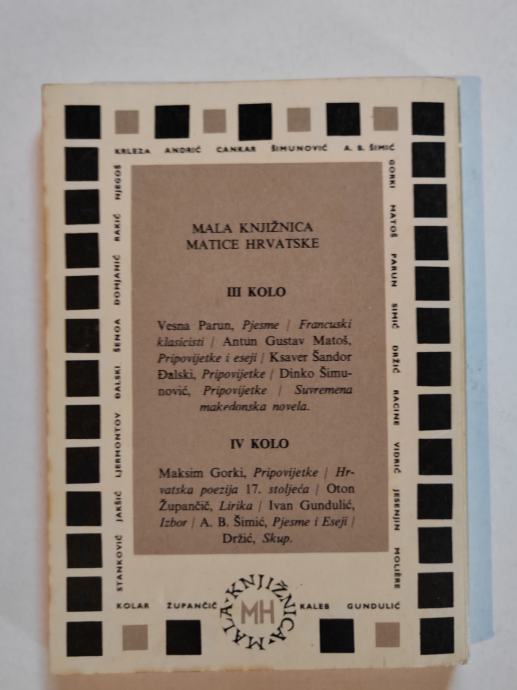 KRLEŽA ANDRIĆ CANKAR ŠIMUNOVIĆ A. B. ŠIMIĆ
GORKI MATOŠ PARUN SIMIĆ DRŽIĆ RACINE VIDRIĆ JESENJIN MOLIÈRE
STANKOVIĆ JAKŠIĆ LJERMONTOV ĐALSKI ŠENOA DOMJANIĆ RAKIĆ NJEGOŠ
MALA KNJIŽNICA
MATICE HRVATSKE
III KOLO
Vesna Parun, Pjesme | Francuski
klasicisti | Antun Gustav Matoš,
Pripovijetke i eseji | Ksaver Šandor
Đalski, Pripovijetke | Dinko Šimu-
nović, Pripovijetke | Suvremena
makedonska novela.
IV KOLO
Maksim Gorki, Pripovijetke | Hr-
vatska poezija 17. stoljeća | Oton
Župančič, Lirika | Ivan Gundulić,
Izbor | A. B. Šimić, Pjesme i Eseji |
Držić, Skup.
KOLAR ŽUPANČIČ
MALA·KNJIŽNICA
MH
KALEB GUNDULIĆ